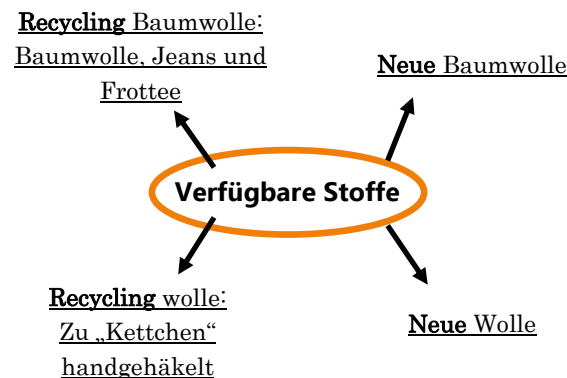 Recycling Baumwolle:
Baumwolle, Jeans und
Frottee
Neue Baumwolle
Verfügbare Stoffe
Recycling wolle:
Zu „Kettchen“
handgehäkelt
Neue Wolle